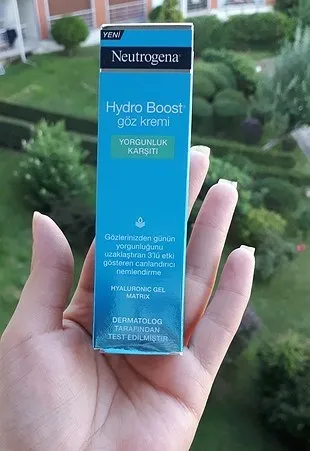 YENİ
Neutrogena®
Hydro Boost®
göz kremi
YORGUNLUK
KARŞITI
Gözlerinizden günün
yorgunluğunu
uzaklaştıran 3'lü etki
gösteren canlandırıcı
nemlendirme
HYALURONIC GEL
MATRIX
DERMATOLOG
TARAFINDAN
TEST EDİLMİŞTİR